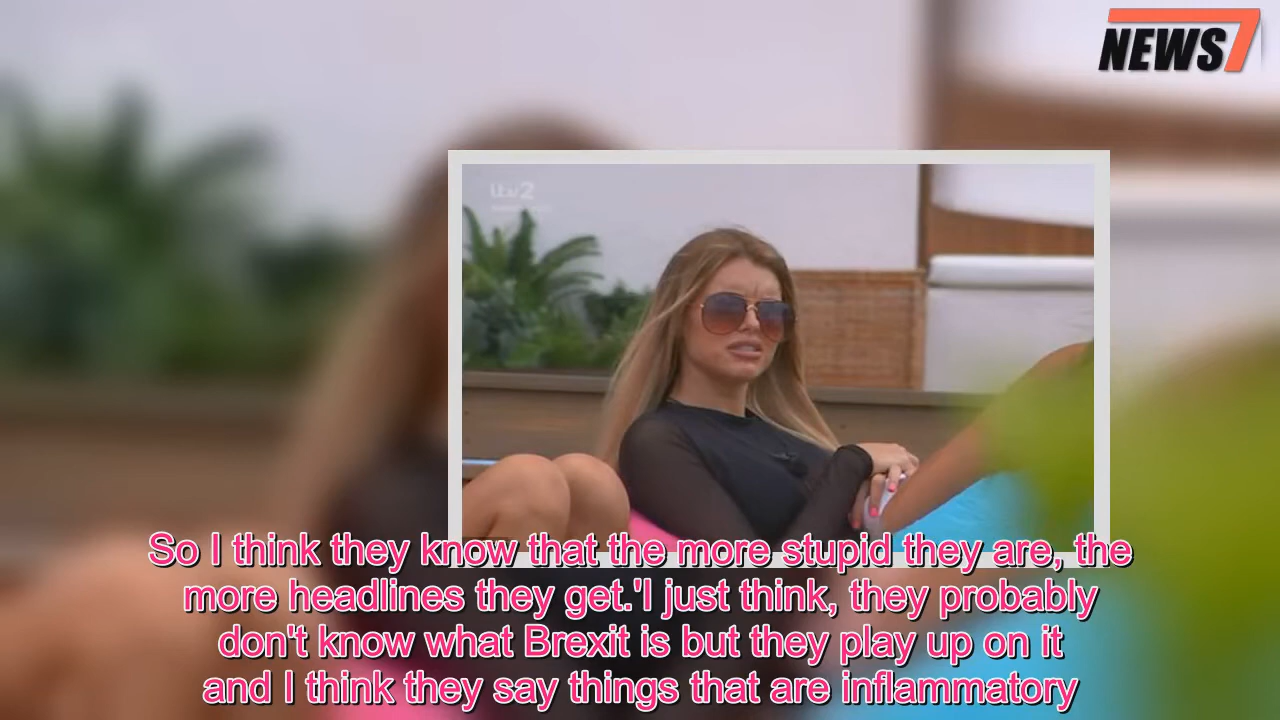 NEWS7
itv2
So I think they know that the more stupid they are, the
more headlines they get.'I just think, they probably
don't know what Brexit is but they play up on it
and I think they say things that are inflammatory